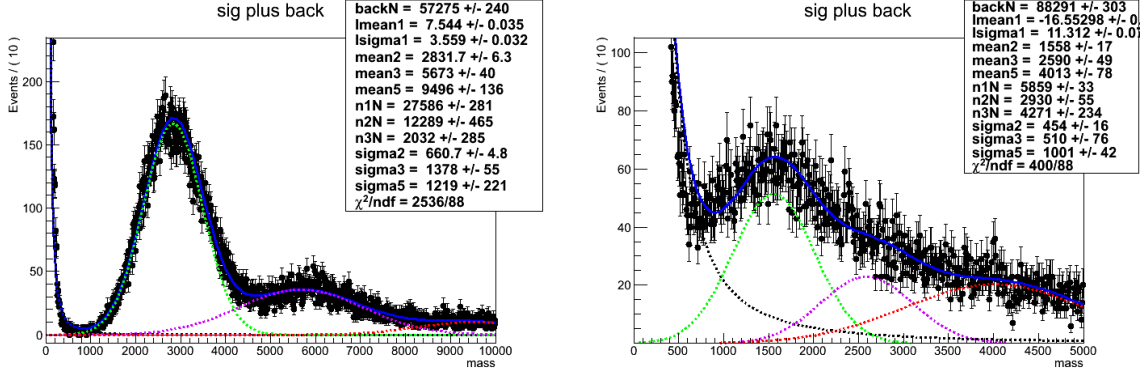 sig plus back
backN = 57275 +/- 240
lmean1 = 7.544 +/- 0.035
lsigma1 = 3.559 +/- 0.032
mean2 = 2831.7 +/- 6.3
mean3 = 5673 +/- 40
mean5 = 9496 +/- 136
n1N = 27586 +/- 281
n2N = 12289 +/- 465
n3N = 2032 +/- 285
sigma2 = 660.7 +/- 4.8
sigma3 = 1378 +/- 55
sigma5 = 1219 +/- 221
χ²/ndf = 2536/88
Events / ( 10 )
200
150
100
50
0
0 1000 2000 3000 4000 5000 6000 7000 8000 9000 10000
mass
sig plus back
backN = 88291 +/- 303
lmean1 = -16.55298 +/- 0.0
lsigma1 = 11.312 +/- 0.0
mean2 = 1558 +/- 17
mean3 = 2590 +/- 49
mean5 = 4013 +/- 78
n1N = 5859 +/- 33
n2N = 2930 +/- 55
n3N = 4271 +/- 234
sigma2 = 454 +/- 16
sigma3 = 510 +/- 76
sigma5 = 1001 +/- 42
χ²/ndf = 400/88
Events / ( 10 )
100
80
60
40
20
0 500 1000 1500 2000 2500 3000 3500 4000 4500 5000
mass